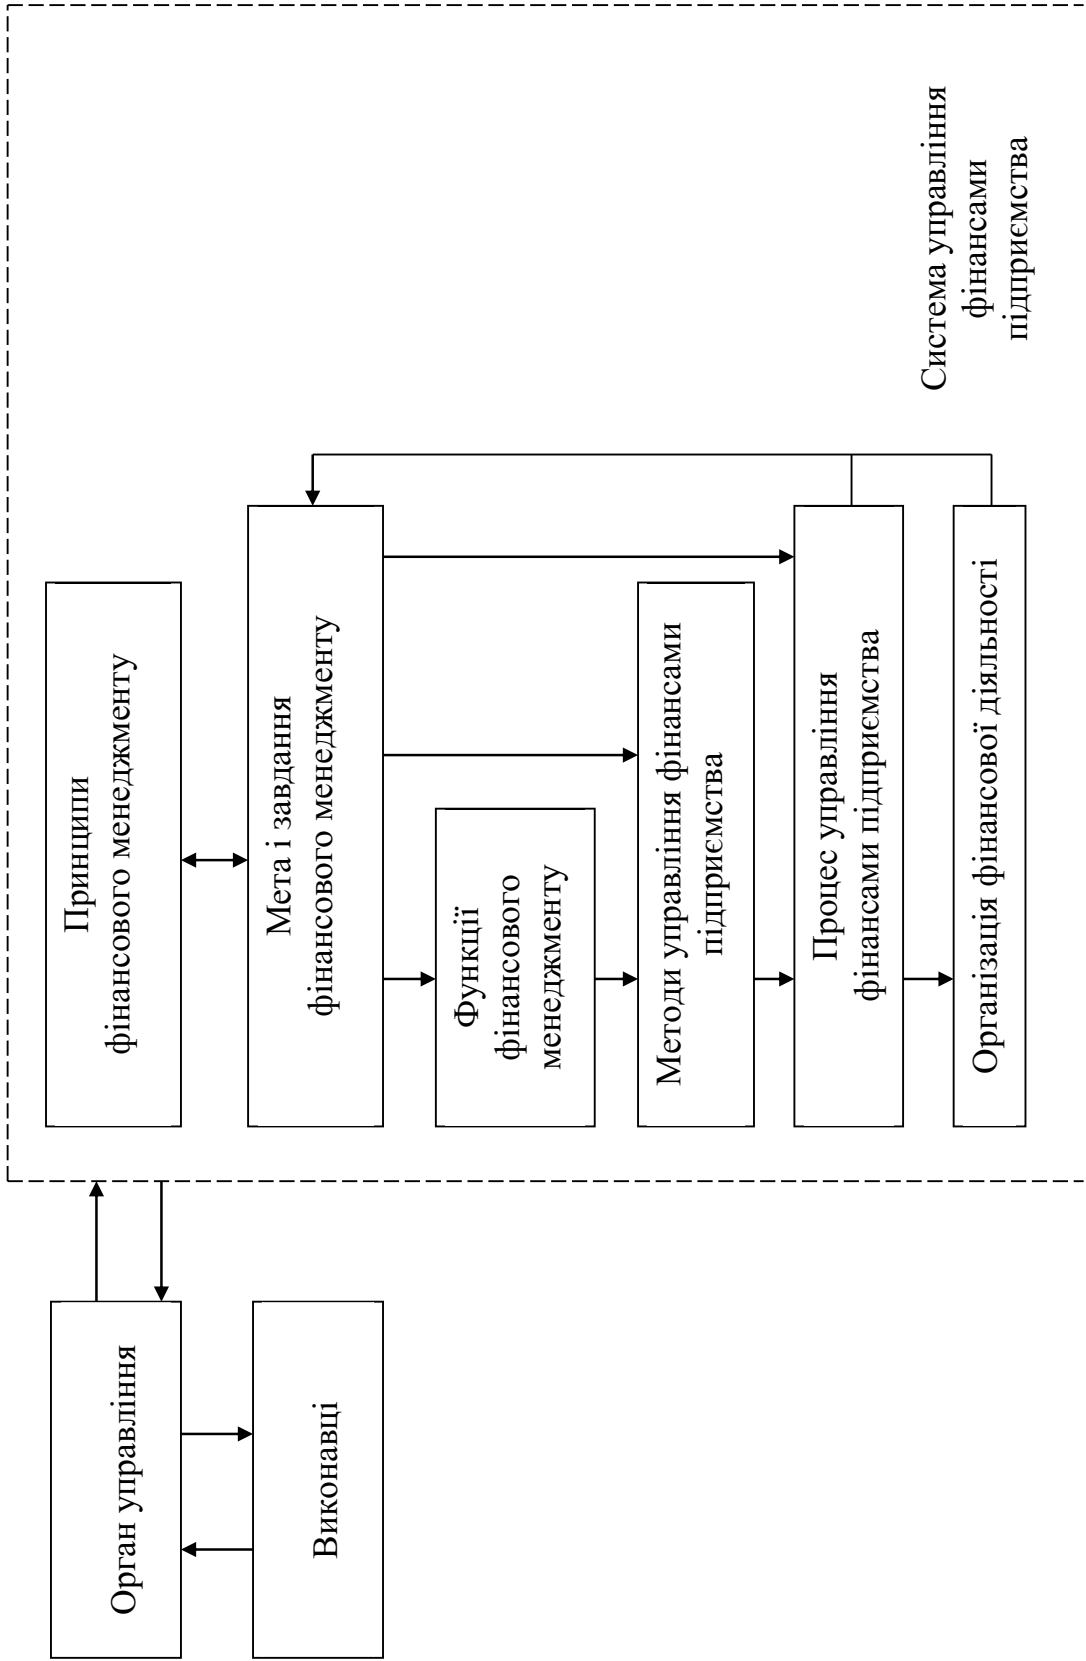 Орган управління
Виконавці
Принципи
фінансового менеджменту
Мета і завдання
фінансового менеджменту
Функції
фінансового
менеджменту
Методи управління фінансами
підприємства
Процес управління
фінансами підприємства
Організація фінансової діяльності
Система управління
фінансами
підприємства